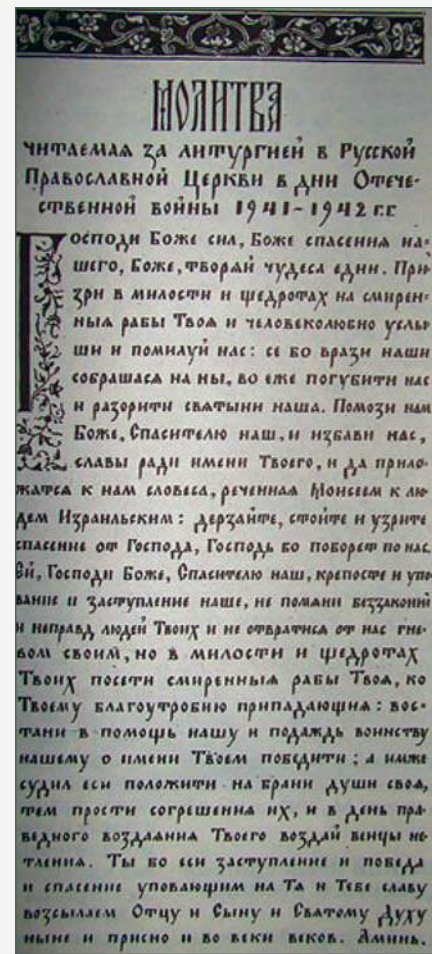 МОЛИТВА
читаемая за литургией в Русской
Православной Церкви в дни Отече-
ственной войны 1941-1942 г.г
Господи Боже сил, Боже спасения на-
шего, Боже, творяй чудеса един. При-
зри в милости и щедротах на смирен-
ныя рабы Твоя и человеколюбно услы-
ши и помилуй нас: се бо врази наши
собрашася на ны, во еже погубити нас
и разорити святыни наша. Помози нам
Боже, Спасителю наш, и избави нас,
славы ради имени Твоего, и да прило-
жатся к нам словеса, реченная Моисеем к лю-
дем Израильским: дерзайте, стойте и узрите
спасение от Господа, Господь бо поборет по нас.
Ей, Господи Боже, Спасителю наш, крепосте и упо-
вание и заступление наше, не помяни беззаконий
и неправд людей Твоих и не отвратися от нас гне-
вом своим, но в милости и щедротах
Твоих посети смиренныя рабы Твоя, ко
Твоему благоутробию припадающия: вос-
тани в помощь нашу и подаждь воинству
нашему о имени Твоем победити; а имже
судил еси положити на брани души своя,
тем прости согрешения их, и в день пра-
ведного воздаяния Твоего воздай венцы не-
тления. Ты бо еси заступление и победа
и спасение уповающим на Тя и Тебе славу
возсылаем Отцу и Сыну и Святому Духу
ныне и присно и во веки веков. Аминь.